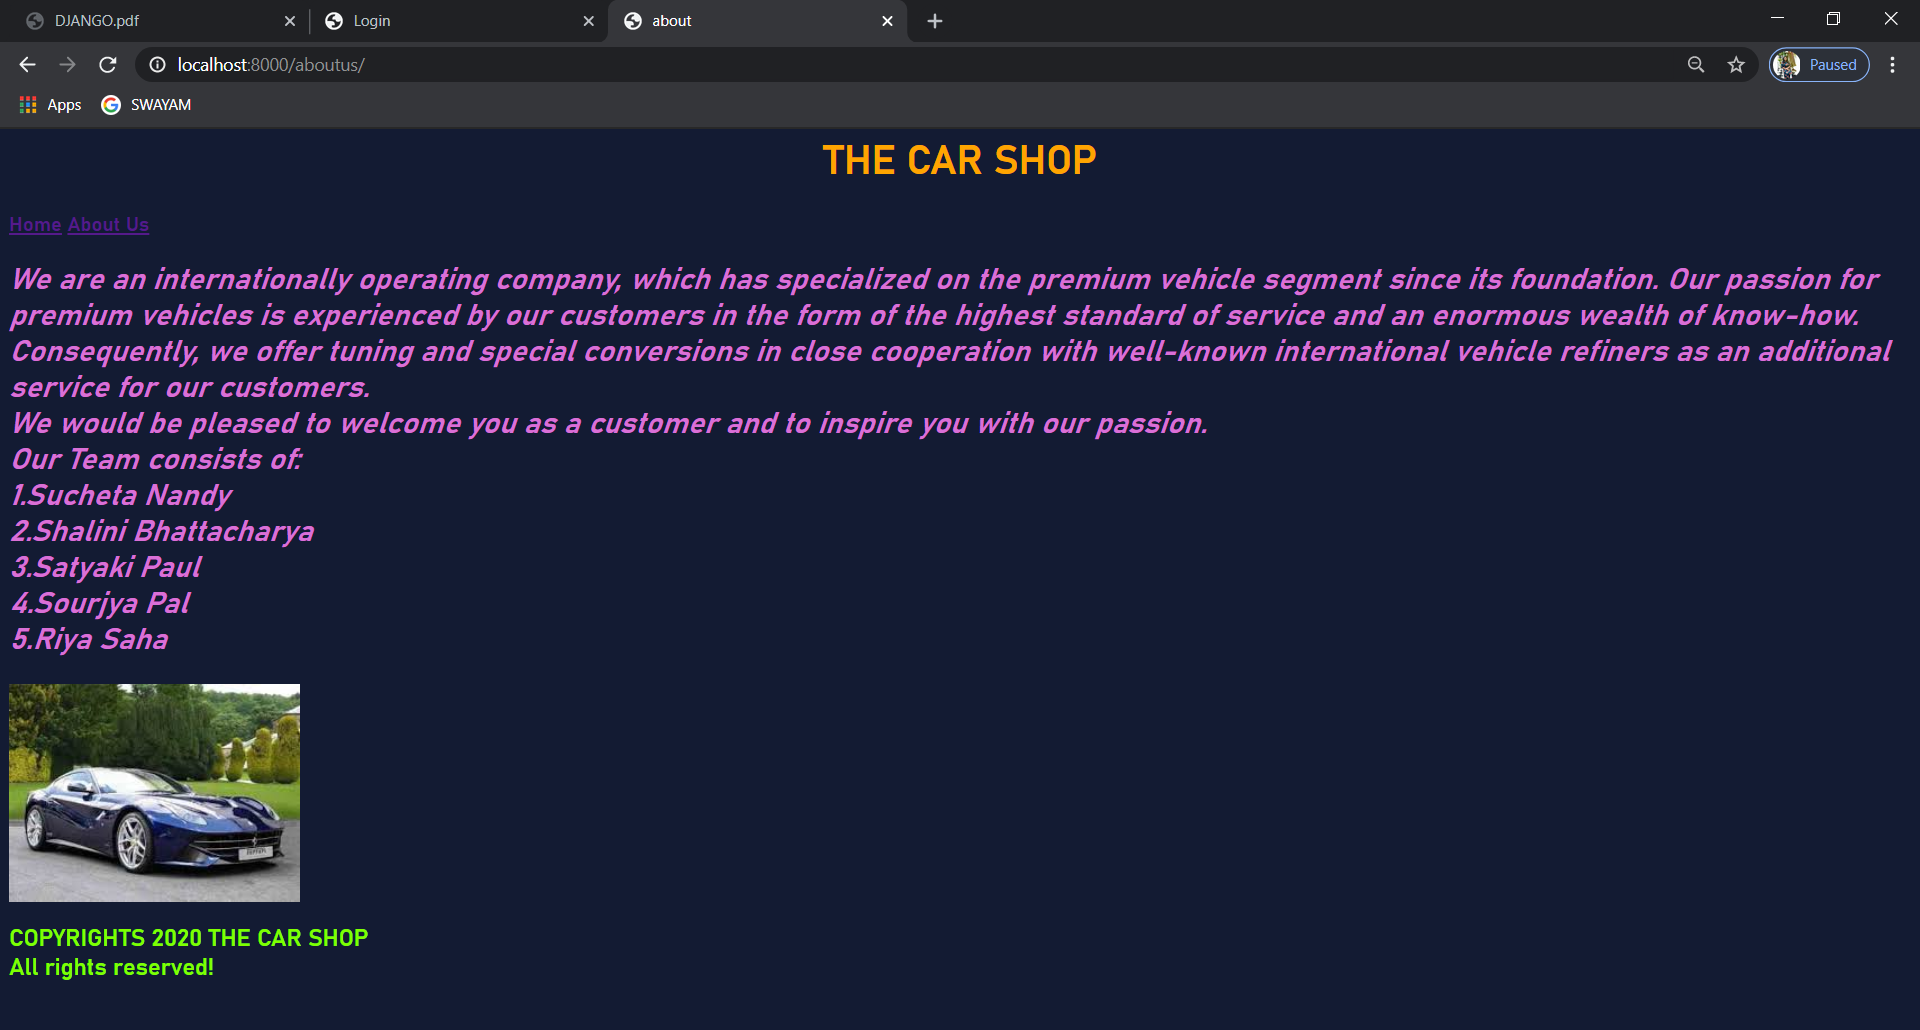 DJANGO.pdf
Login
about
localhost:8000/aboutus/
Paused
Apps
SWAYAM
THE CAR SHOP
Home About Us
We are an internationally operating company, which has specialized on the premium vehicle segment since its foundation. Our passion for
premium vehicles is experienced by our customers in the form of the highest standard of service and an enormous wealth of know-how.
Consequently, we offer tuning and special conversions in close cooperation with well-known international vehicle refiners as an additional
service for our customers.
We would be pleased to welcome you as a customer and to inspire you with our passion.
Our Team consists of:
1.Sucheta Nandy
2.Shalini Bhattacharya
3.Satyaki Paul
4.Sourjya Pal
5.Riya Saha
COPYRIGHTS 2020 THE CAR SHOP
All rights reserved!